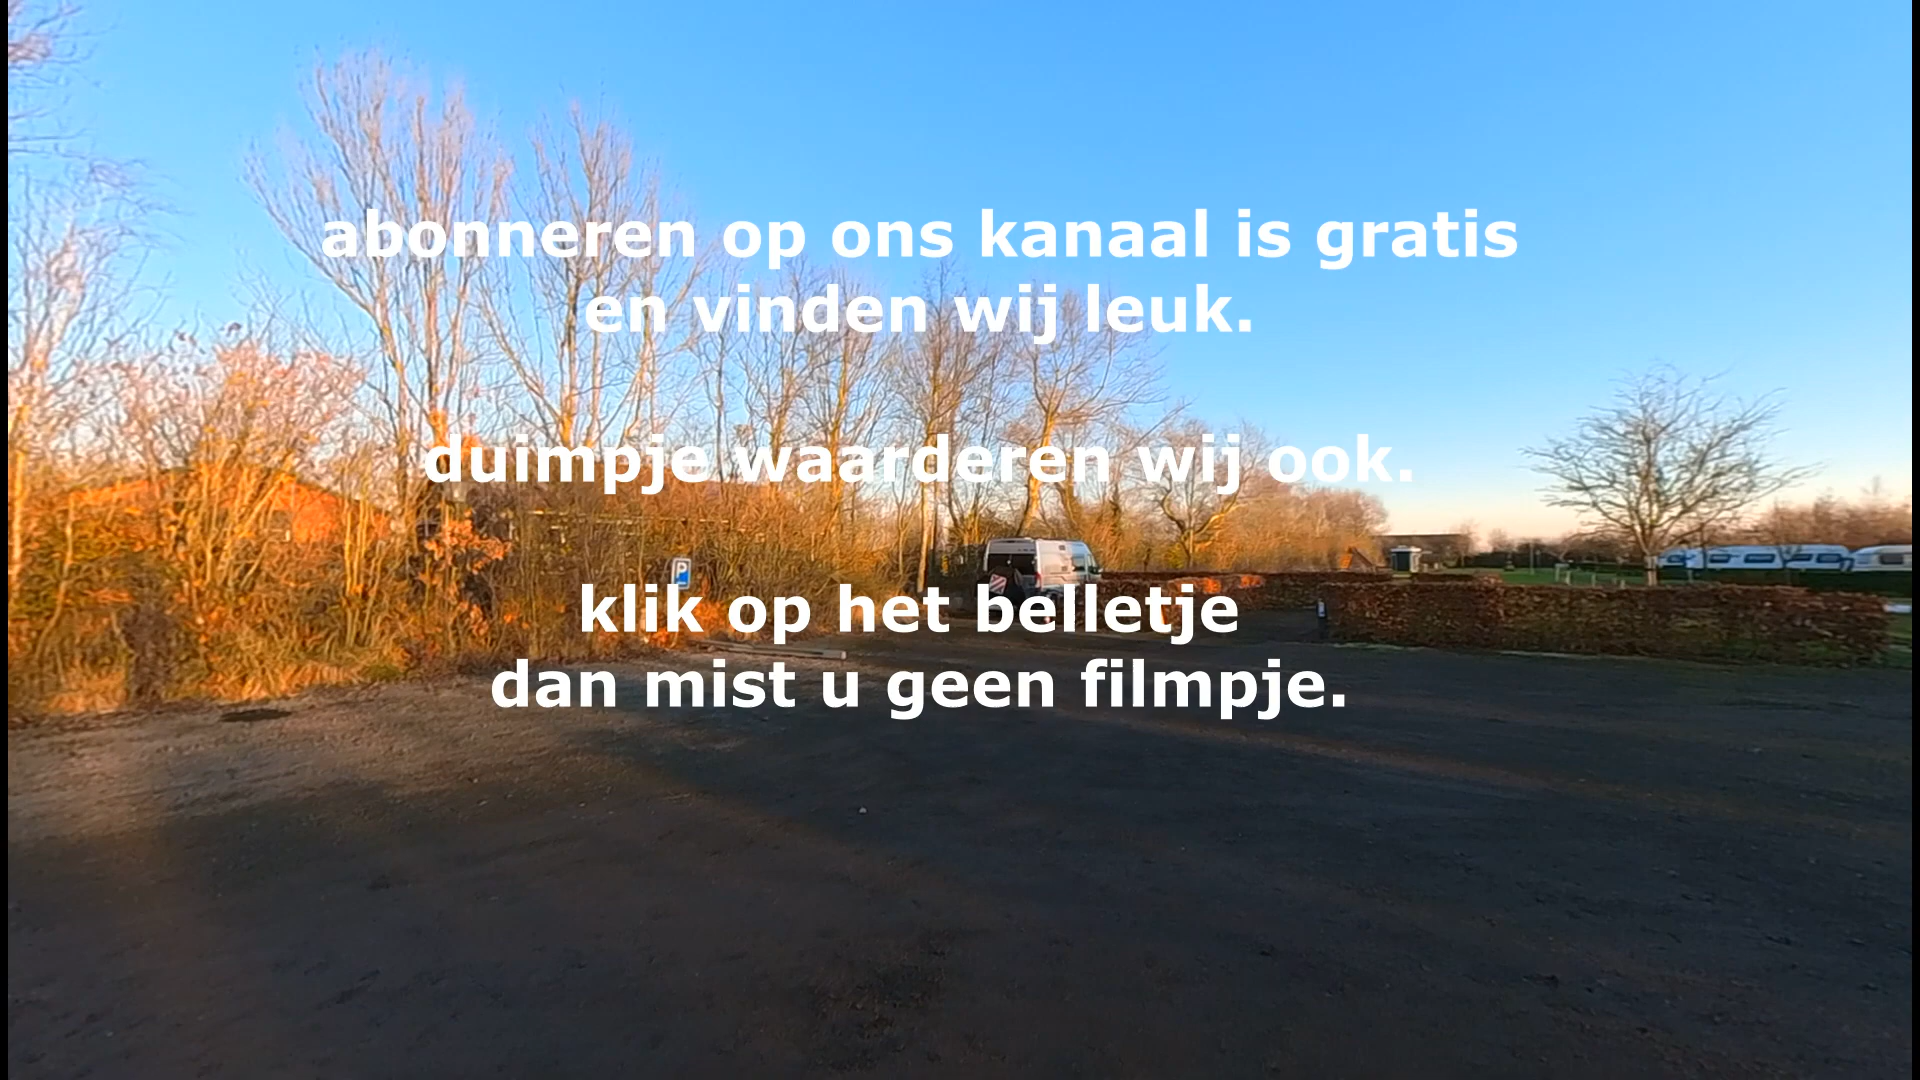 abonneren op ons kanaal is gratis
en vinden wij leuk.
duimpje waarderen wij ook.
klik op het belletje
dan mist u geen filmpje.
P